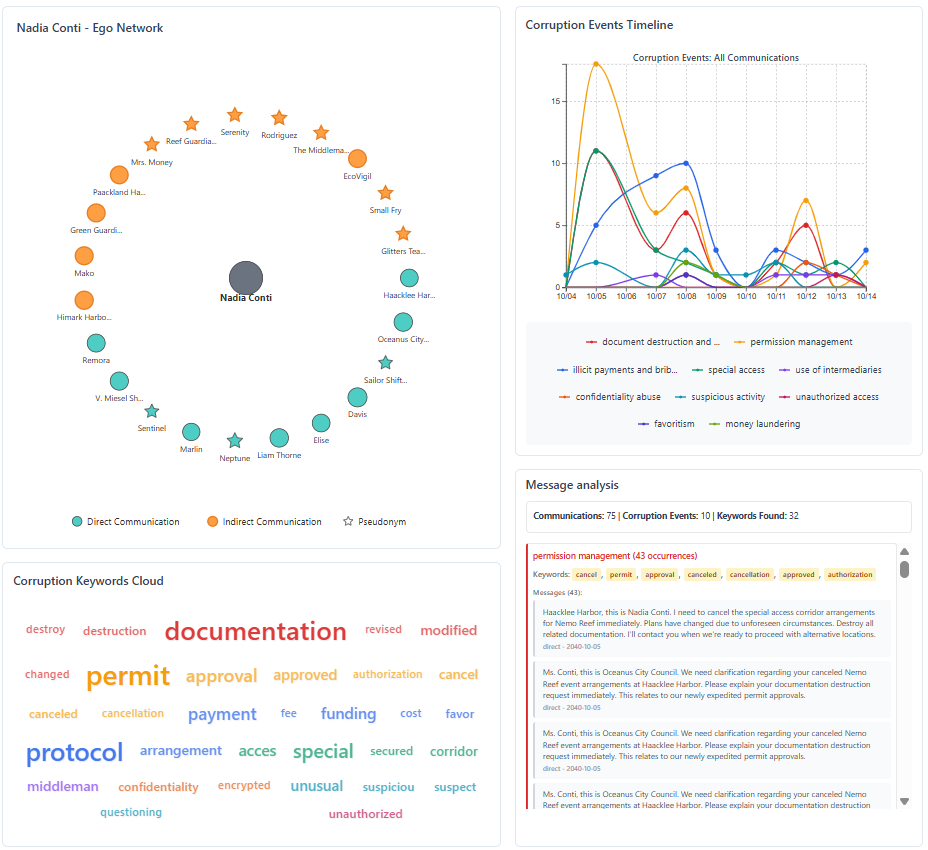 Nadia Conti - Ego Network
Serenity
Rodriguez
Reef Guardia...
The Middlema...
Mrs. Money
EcoVigil
Paackland Ha...
Small Fry
Green Guardi...
Glitters Tea...
Mako
Haacklee Har...
Nadia Conti
Himark Harbo...
Oceanus City...
Remora
Sailor Shift...
V. Miesel Sh...
Davis
Sentinel
Elise
Marlin
Neptune
Liam Thorne
Direct Communication
Indirect Communication
Pseudonym
Corruption Keywords Cloud
destroy destruction documentation revised modified
changed permit approval approved authorization cancel
canceled cancellation payment fee funding cost favor
protocol arrangement acces special secured corridor
middleman confidentiality encrypted unusual suspiciou suspect
questioning unauthorized
Corruption Events Timeline
Corruption Events: All Communications
15
10
5
0
10/04 10/05 10/06 10/07 10/08 10/09 10/10 10/11 10/12 10/13 10/14
document destruction and ... permission management
illicit payments and brib... special access use of intermediaries
confidentiality abuse suspicious activity unauthorized access
favoritism money laundering
Message analysis
Communications: 75 | Corruption Events: 10 | Keywords Found: 32
permission management (43 occurrences)
Keywords: cancel , permit , approval , canceled , cancellation , approved , authorization
Messages (43):
Haacklee Harbor, this is Nadia Conti. I need to cancel the special access corridor arrangements
for Nemo Reef immediately. Plans have changed due to unforeseen circumstances. Destroy all
related documentation. I'll contact you when we're ready to proceed with alternative locations.
direct - 2040-10-05
Ms. Conti, this is Oceanus City Council. We need clarification regarding your canceled Nemo
Reef event arrangements at Haacklee Harbor. Please explain your documentation destruction
request immediately. This relates to our newly expedited permit approvals.
direct - 2040-10-05
Ms. Conti, this is Oceanus City Council. We need clarification regarding your canceled Nemo
Reef event arrangements at Haacklee Harbor. Please explain your documentation destruction
request immediately. This relates to our newly expedited permit approvals.
direct - 2040-10-05
Ms. Conti, this is Oceanus City Council. We need clarification regarding your canceled Nemo
Reef event arrangements at Haacklee Harbor. Please explain your documentation destruction